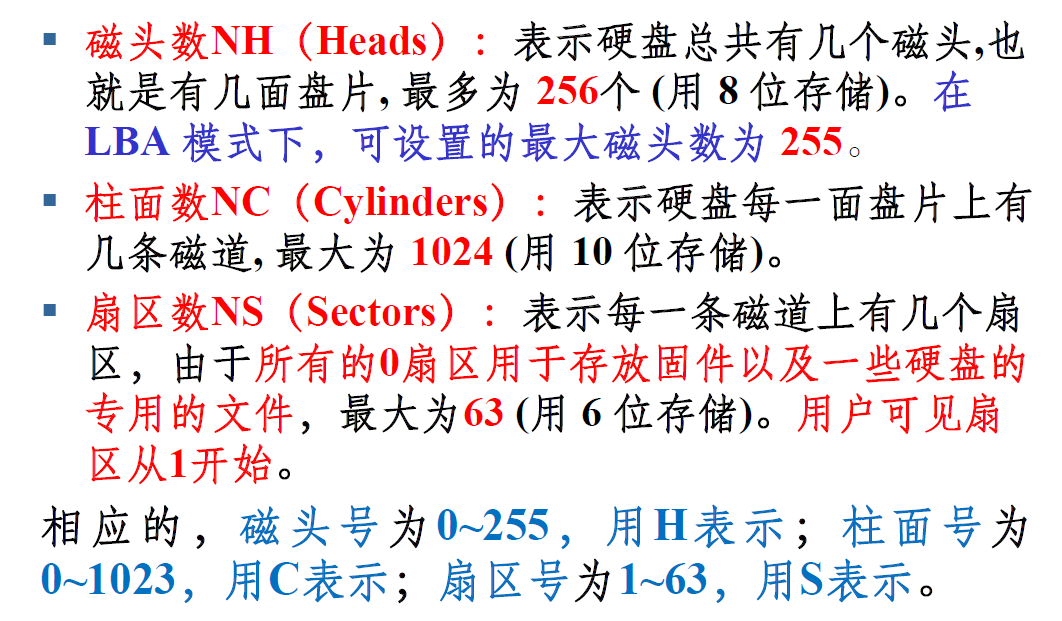 ▪ 磁头数NH（Heads）：表示硬盘总共有几个磁头,也
就是有几面盘片, 最多为 256个 (用 8 位存储)。在
LBA 模式下，可设置的最大磁头数为 255。
▪ 柱面数NC（Cylinders）：表示硬盘每一面盘片上有
几条磁道, 最大为 1024 (用 10 位存储)。
▪ 扇区数NS（Sectors）：表示每一条磁道上有几个扇
区，由于所有的0扇区用于存放固件以及一些硬盘的
专用的文件，最大为63 (用 6 位存储)。用户可见扇
区从1开始。
相应的，磁头号为0~255，用H表示；柱面号为
0~1023，用C表示；扇区号为1~63，用S表示。